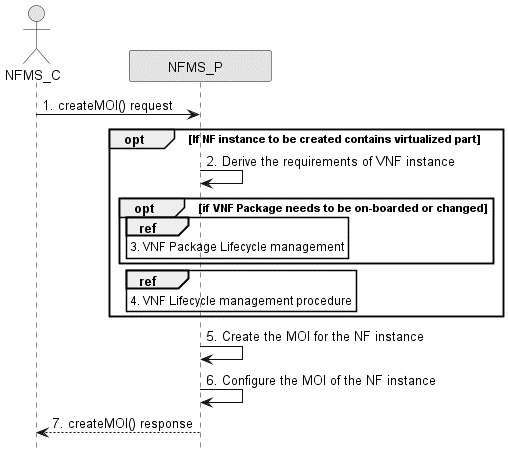 NFMS_C
NFMS_P
1. createMOI() request
opt [If NF instance to be created contains virtualized part]
2. Derive the requirements of VNF instance
opt [if VNF Package needs to be on-boarded or changed]
ref
3. VNF Package Lifecycle management
ref
4. VNF Lifecycle management procedure
5. Create the MOI for the NF instance
6. Configure the MOI of the NF instance
7. createMOI() response